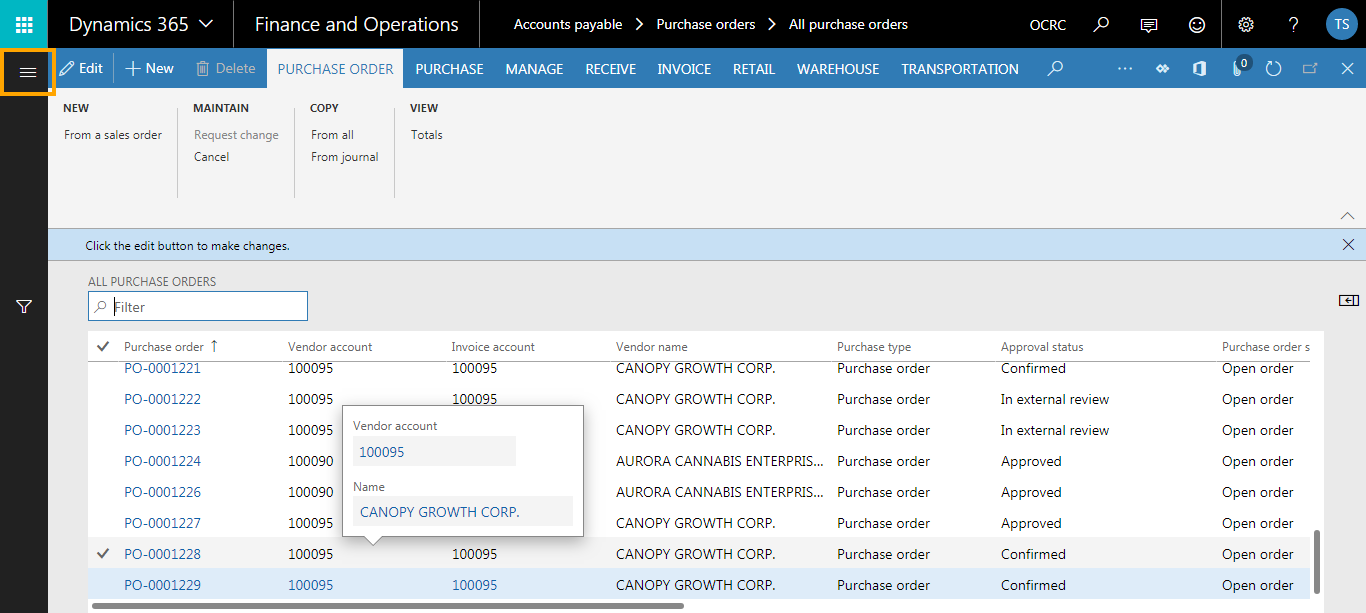 Dynamics 365 Finance and Operations Accounts payable Purchase orders All purchase orders OCRC ? TS
Edit New Delete PURCHASE ORDER PURCHASE MANAGE RECEIVE INVOICE RETAIL WAREHOUSE TRANSPORTATION ... 0
NEW MAINTAIN COPY VIEW
From a sales order Request change From all Totals
Cancel From journal
Click the edit button to make changes.
ALL PURCHASE ORDERS
Filter
Purchase order Vendor account Invoice account Vendor name Purchase type Approval status Purchase order s
PO-0001221 100095 100095 CANOPY GROWTH CORP. Purchase order Confirmed Open order
PO-0001222 100095 100095 CANOPY GROWTH CORP. Purchase order In external review Open order
PO-0001223 100095 CANOPY GROWTH CORP. Purchase order In external review Open order
PO-0001224 100090 AURORA CANNABIS ENTERPRIS... Purchase order Approved Open order
PO-0001226 100090 AURORA CANNABIS ENTERPRIS... Purchase order Approved Open order
PO-0001227 100095 CANOPY GROWTH CORP. Purchase order Approved Open order
PO-0001228 100095 100095 CANOPY GROWTH CORP. Purchase order Confirmed Open order
PO-0001229 100095 100095 CANOPY GROWTH CORP. Purchase order Confirmed Open order
Vendor account
100095
Name
CANOPY GROWTH CORP.